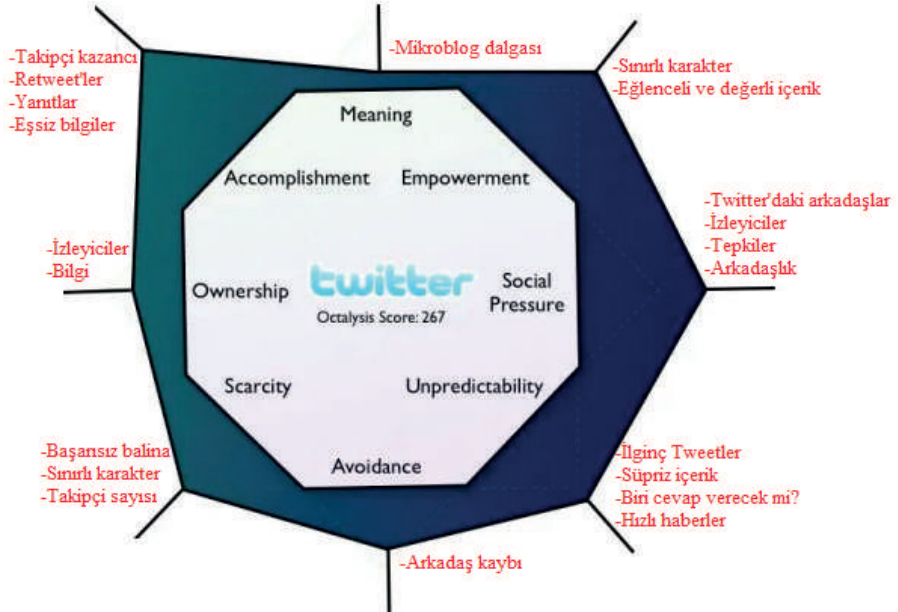 -Mikroblog dalgası
-Takipçi kazancı
-Retweet'ler
-Yanıtlar
-Eşsiz bilgiler
-Sınırlı karakter
-Eğlenceli ve değerli içerik
Meaning
Accomplishment
Empowerment
-Twitter'daki arkadaşlar
-İzleyiciler
-Tepkiler
-Arkadaşlık
-İzleyiciler
-Bilgi
Ownership
twitter
Octalysis Score: 267
Social
Pressure
Scarcity
Unpredictability
Avoidance
-Başarısız balina
-Sınırlı karakter
-Takipçi sayısı
-İlginç Tweetler
-Süpriz içerik
-Biri cevap verecek mi?
-Hızlı haberler
-Arkadaş kaybı